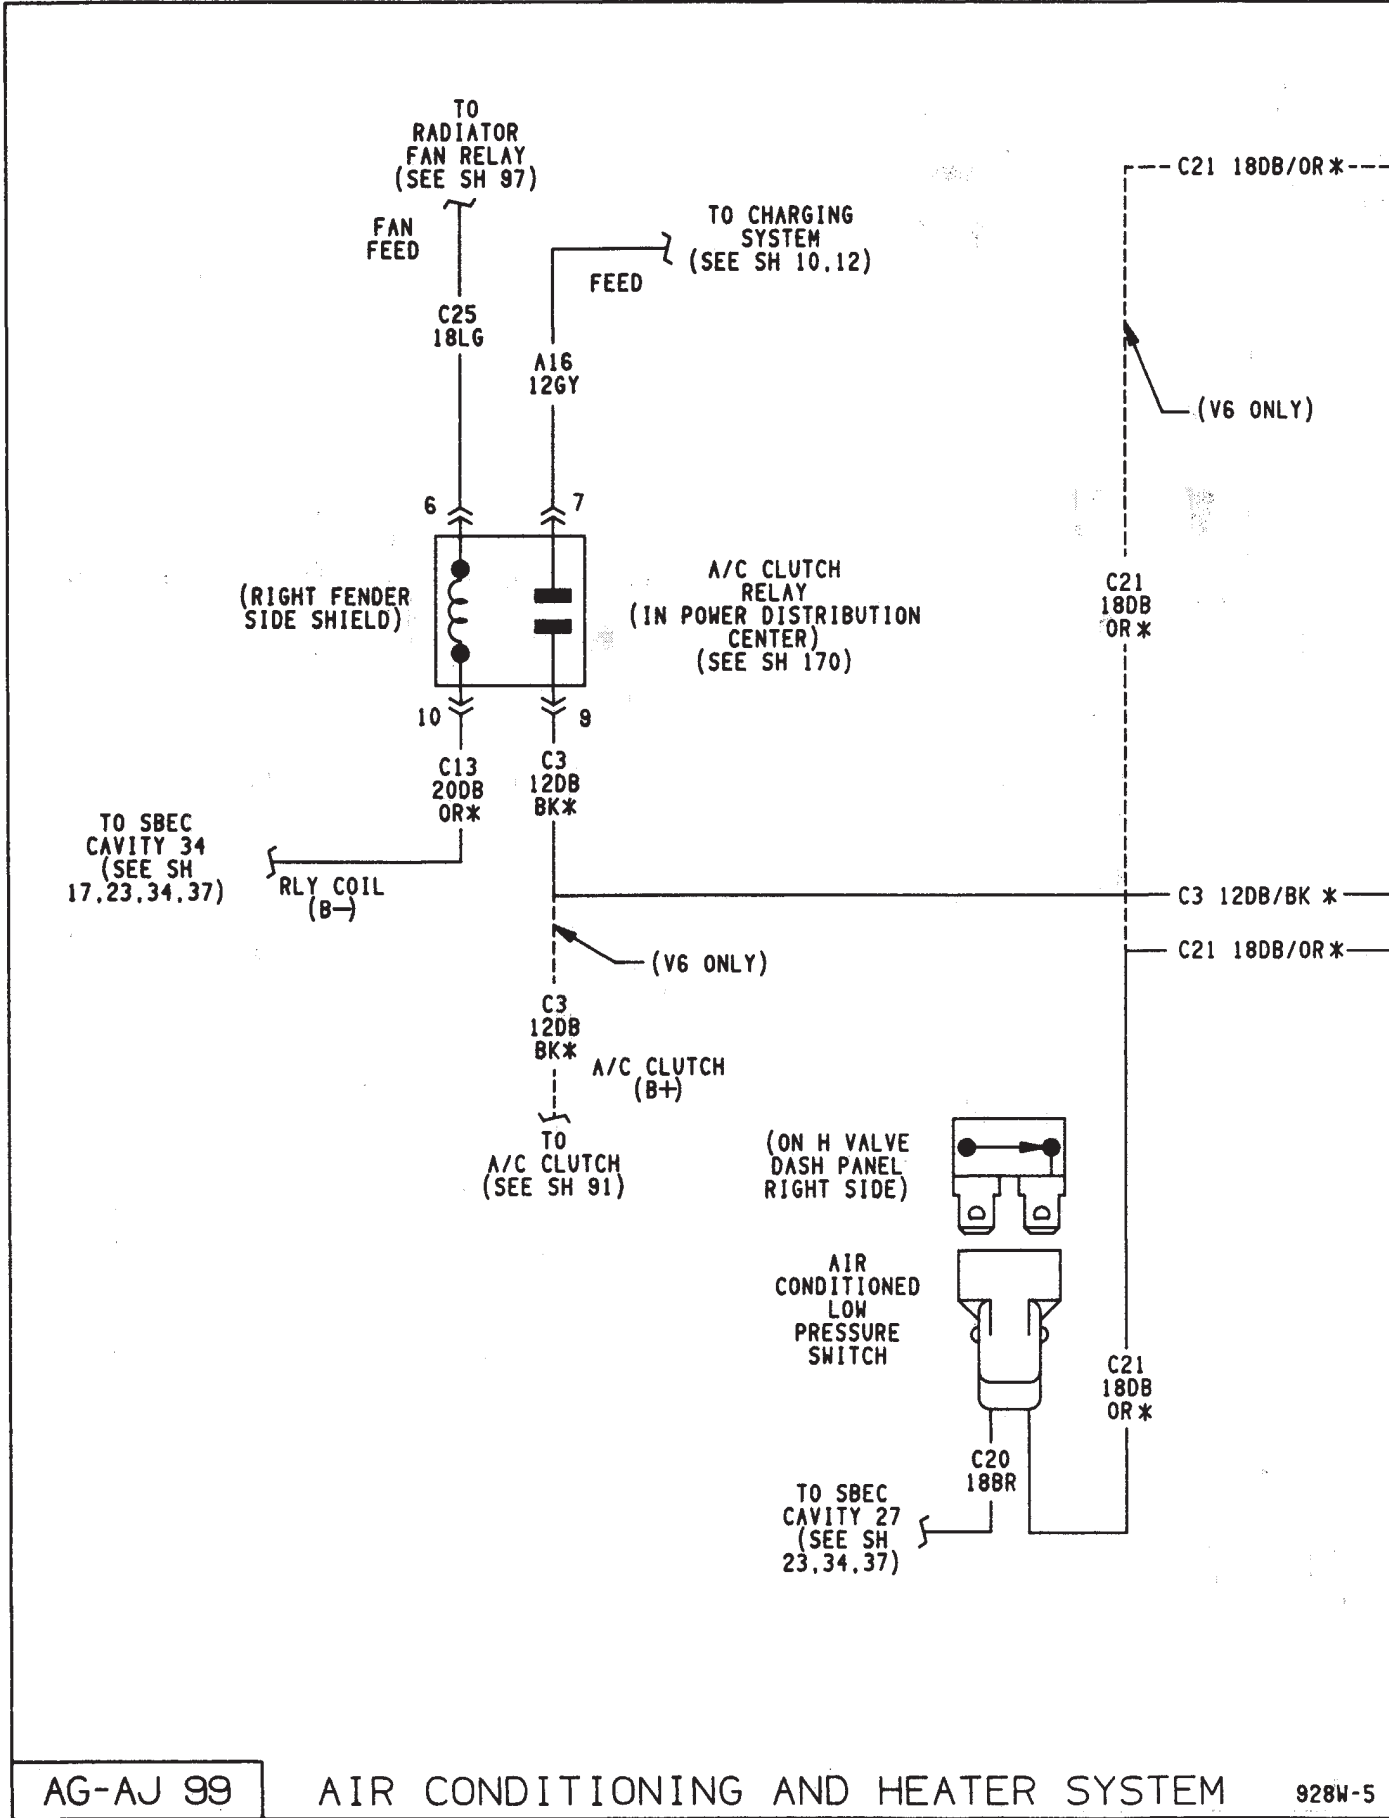 TO
RADIATOR
FAN RELAY
(SEE SH 97)
FAN
FEED
C25
18LG
TO CHARGING
SYSTEM
(SEE SH 10,12)
FEED
A16
12GY
C21 18DB/OR*
(V6 ONLY)
6
7
(RIGHT FENDER
SIDE SHIELD)
A/C CLUTCH
RELAY
(IN POWER DISTRIBUTION
CENTER)
(SEE SH 170)
C21
18DB
OR*
10
9
C13
20DB
OR*
C3
12DB
BK*
TO SBEC
CAVITY 34
(SEE SH
17,23,34,37)
RLY COIL
(B-)
C3 12DB/BK *
C21 18DB/OR*
(V6 ONLY)
C3
12DB
BK*
A/C CLUTCH
(B+)
TO
A/C CLUTCH
(SEE SH 91)
(ON H VALVE
DASH PANEL
RIGHT SIDE)
AIR
CONDITIONED
LOW
PRESSURE
SWITCH
C21
18DB
OR*
C20
18BR
TO SBEC
CAVITY 27
(SEE SH
23,34,37)
AG-AJ 99
AIR CONDITIONING AND HEATER SYSTEM
928W-5